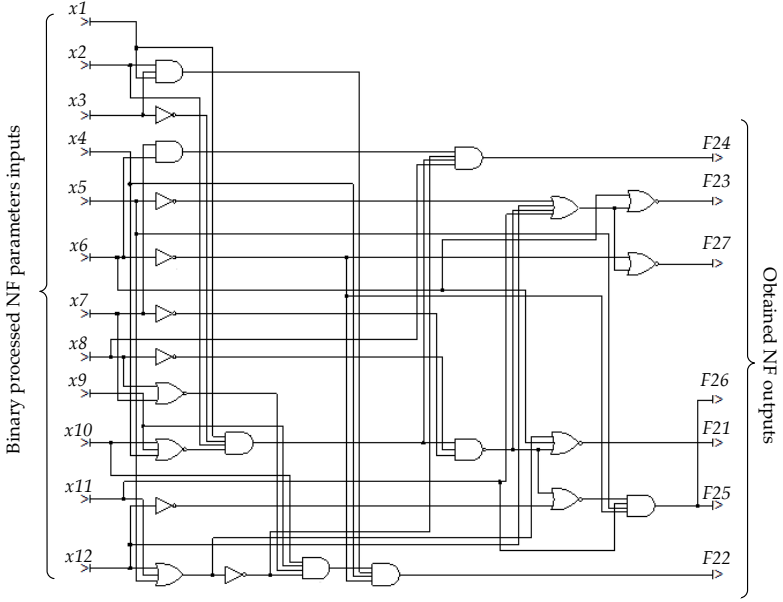 Binary processed NF parameters inputs
x1
x2
x3
x4
x5
x6
x7
x8
x9
x10
x11
x12
F24
F23
F27
F26
F21
F25
F22
Obtained NF outputs